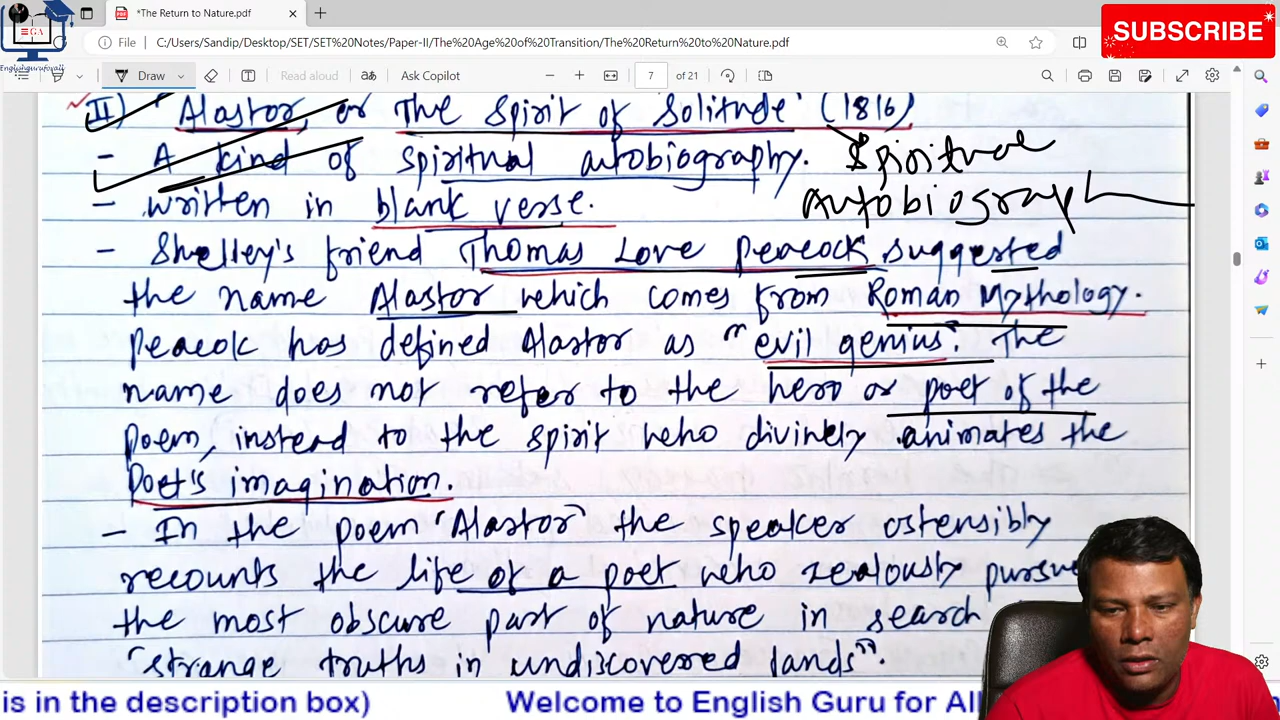 *The Return to Nature.pdf
SUBSCRIBE
EGA
Englishguruforall
File
C:/Users/Sandip/Desktop/SET/SET%20Notes/Paper-II/The%20Age%20of%20Transition/The%20Return%20to%20Nature.pdf
Draw
Read aloud
Ask Copilot
7
of 21
II) "Alastor, or The Spirit of Solitude' (1816)
- A kind of spiritual autobiography.
Spiritual
Autobiograph
- written in blank verse.
- Shelley's friend Thomas Love Peacock suggested
the name Alastor which comes from Roman Mythology.
Peacok has defined Alastor as "evil genius". The
name does not refer to the hero or poet of the
poem, instead to the spirit who divinely animates the
Poet's imagination.
- In the poem 'Alastor' the speaker ostensibly
recounts the life of a poet who zealously pursue
the most obscure part of nature in search
"strange truths in undiscovered lands".
is in the description box)
Welcome to English Guru for All